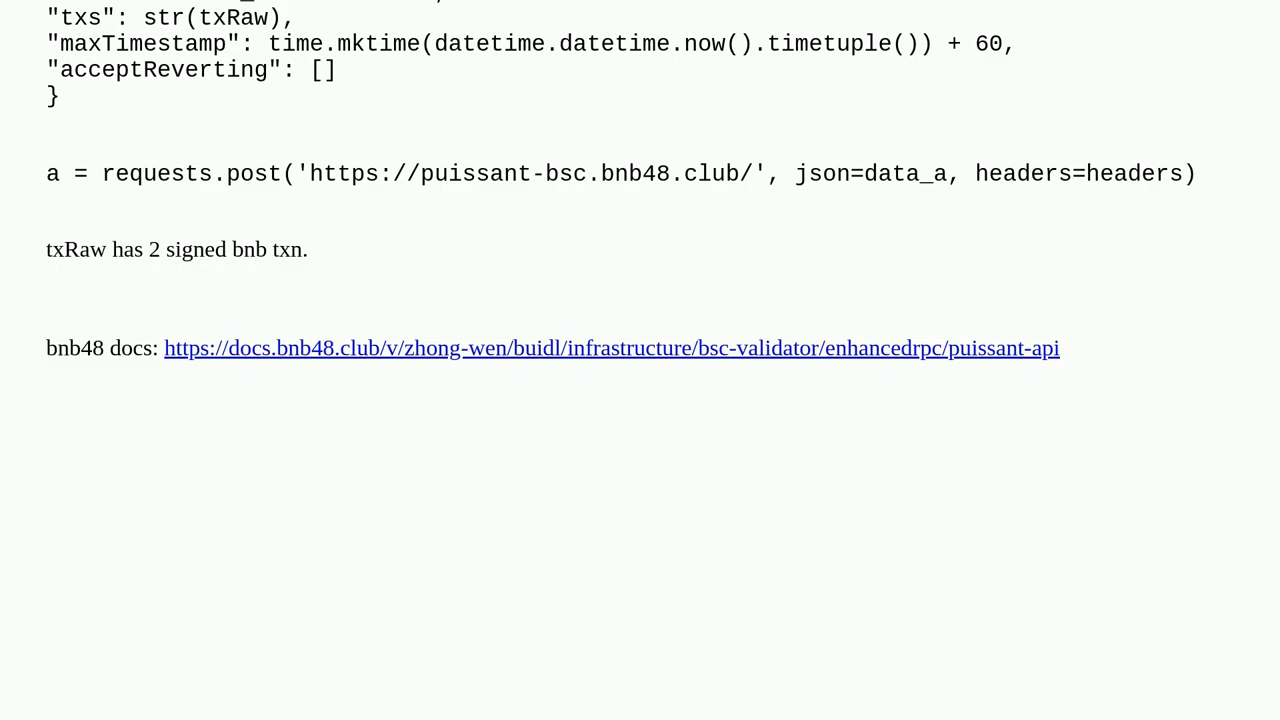 "txs": str(txRaw),
"maxTimestamp": time.mktime(datetime.datetime.now().timetuple()) + 60,
"acceptReverting": []
}
a = requests.post('https://puissant-bsc.bnb48.club/', json=data_a, headers=headers)
txRaw has 2 signed bnb txn.
bnb48 docs: https://docs.bnb48.club/v/zhong-wen/buidl/infrastructure/bsc-validator/enhancedrpc/puissant-api